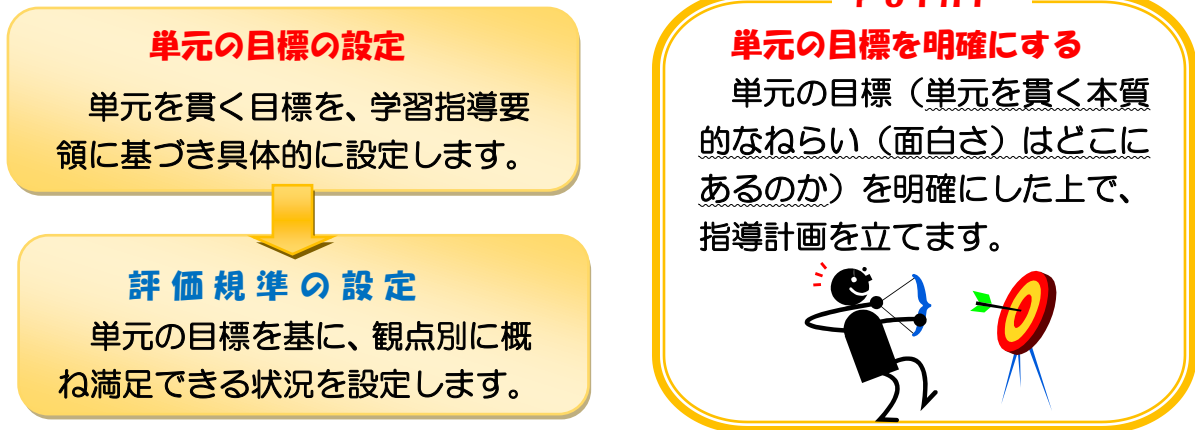 単元の目標の設定
単元を貫く目標を、学習指導要
領に基づき具体的に設定します。
評価規準の設定
単元の目標を基に、観点別に概
ね満足できる状況を設定します。
単元の目標を明確にする
単元の目標（単元を貫く本質
的なねらい（面白さ）はどこに
あるのか）を明確にした上で、
指導計画を立てます。